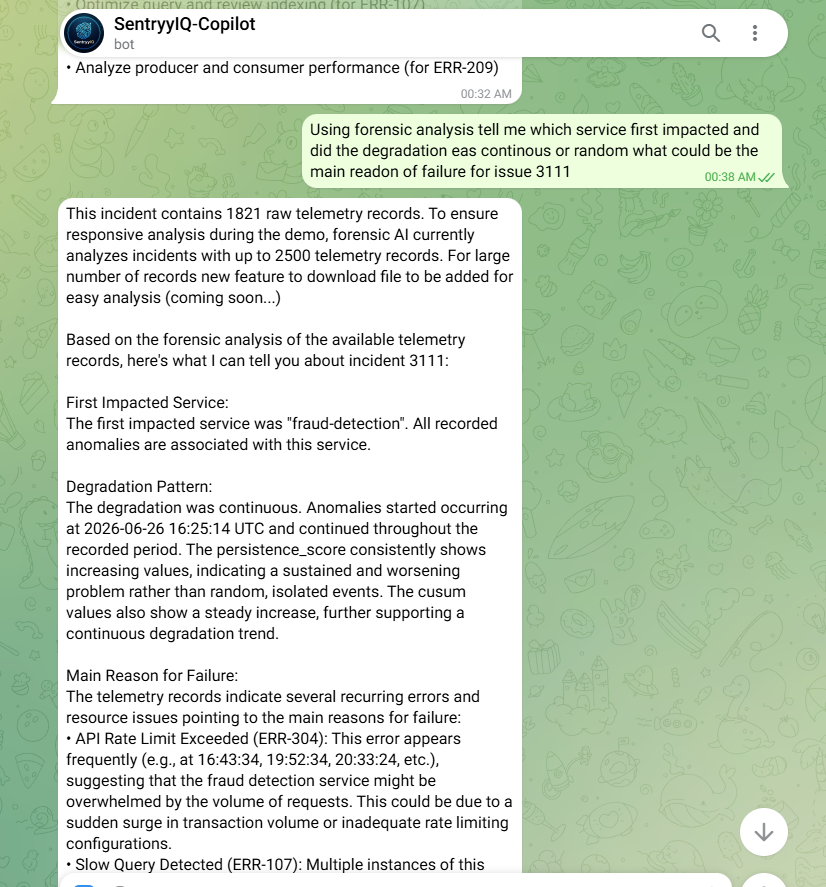 • Optimize query and review indexing (for ERR-107)
SentryyIQ-Copilot
bot
• Analyze producer and consumer performance (for ERR-209)
00:32 AM
Using forensic analysis tell me which service first impacted and
did the degradation eas continous or random what could be the
main readon of failure for issue 3111
00:38 AM
This incident contains 1821 raw telemetry records. To ensure
responsive analysis during the demo, forensic AI currently
analyzes incidents with up to 2500 telemetry records. For large
number of records new feature to download file to be added for
easy analysis (coming soon...)
Based on the forensic analysis of the available telemetry
records, here's what I can tell you about incident 3111:
First Impacted Service:
The first impacted service was "fraud-detection". All recorded
anomalies are associated with this service.
Degradation Pattern:
The degradation was continuous. Anomalies started occurring
at 2026-06-26 16:25:14 UTC and continued throughout the
recorded period. The persistence_score consistently shows
increasing values, indicating a sustained and worsening
problem rather than random, isolated events. The cusum
values also show a steady increase, further supporting a
continuous degradation trend.
Main Reason for Failure:
The telemetry records indicate several recurring errors and
resource issues pointing to the main reasons for failure:
• API Rate Limit Exceeded (ERR-304): This error appears
frequently (e.g., at 16:43:34, 19:52:34, 20:33:24, etc.),
suggesting that the fraud detection service might be
overwhelmed by the volume of requests. This could be due to a
sudden surge in transaction volume or inadequate rate limiting
configurations.
• Slow Query Detected (ERR-107): Multiple instances of this